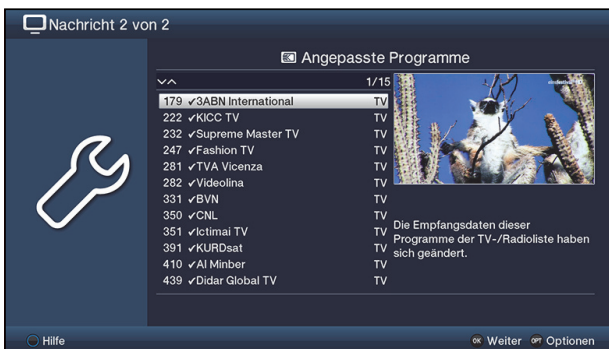 Nachricht 2 von 2
Angepasste Programme
1/15
179 ✓3ABN International TV
222 ✓KICC TV TV
232 ✓Supreme Master TV TV
247 ✓Fashion TV TV
281 ✓TVA Vicenza TV
282 ✓Videolina TV
331 ✓BVN TV
350 ✓CNL TV
351 ✓Ictimai TV TV
391 ✓KURDsat TV
410 ✓Al Minber TV
439 ✓Didar Global TV TV
Die Empfangsdaten dieser
Programme der TV-/Radioliste haben
sich geändert.
Hilfe
OK Weiter OPT Optionen